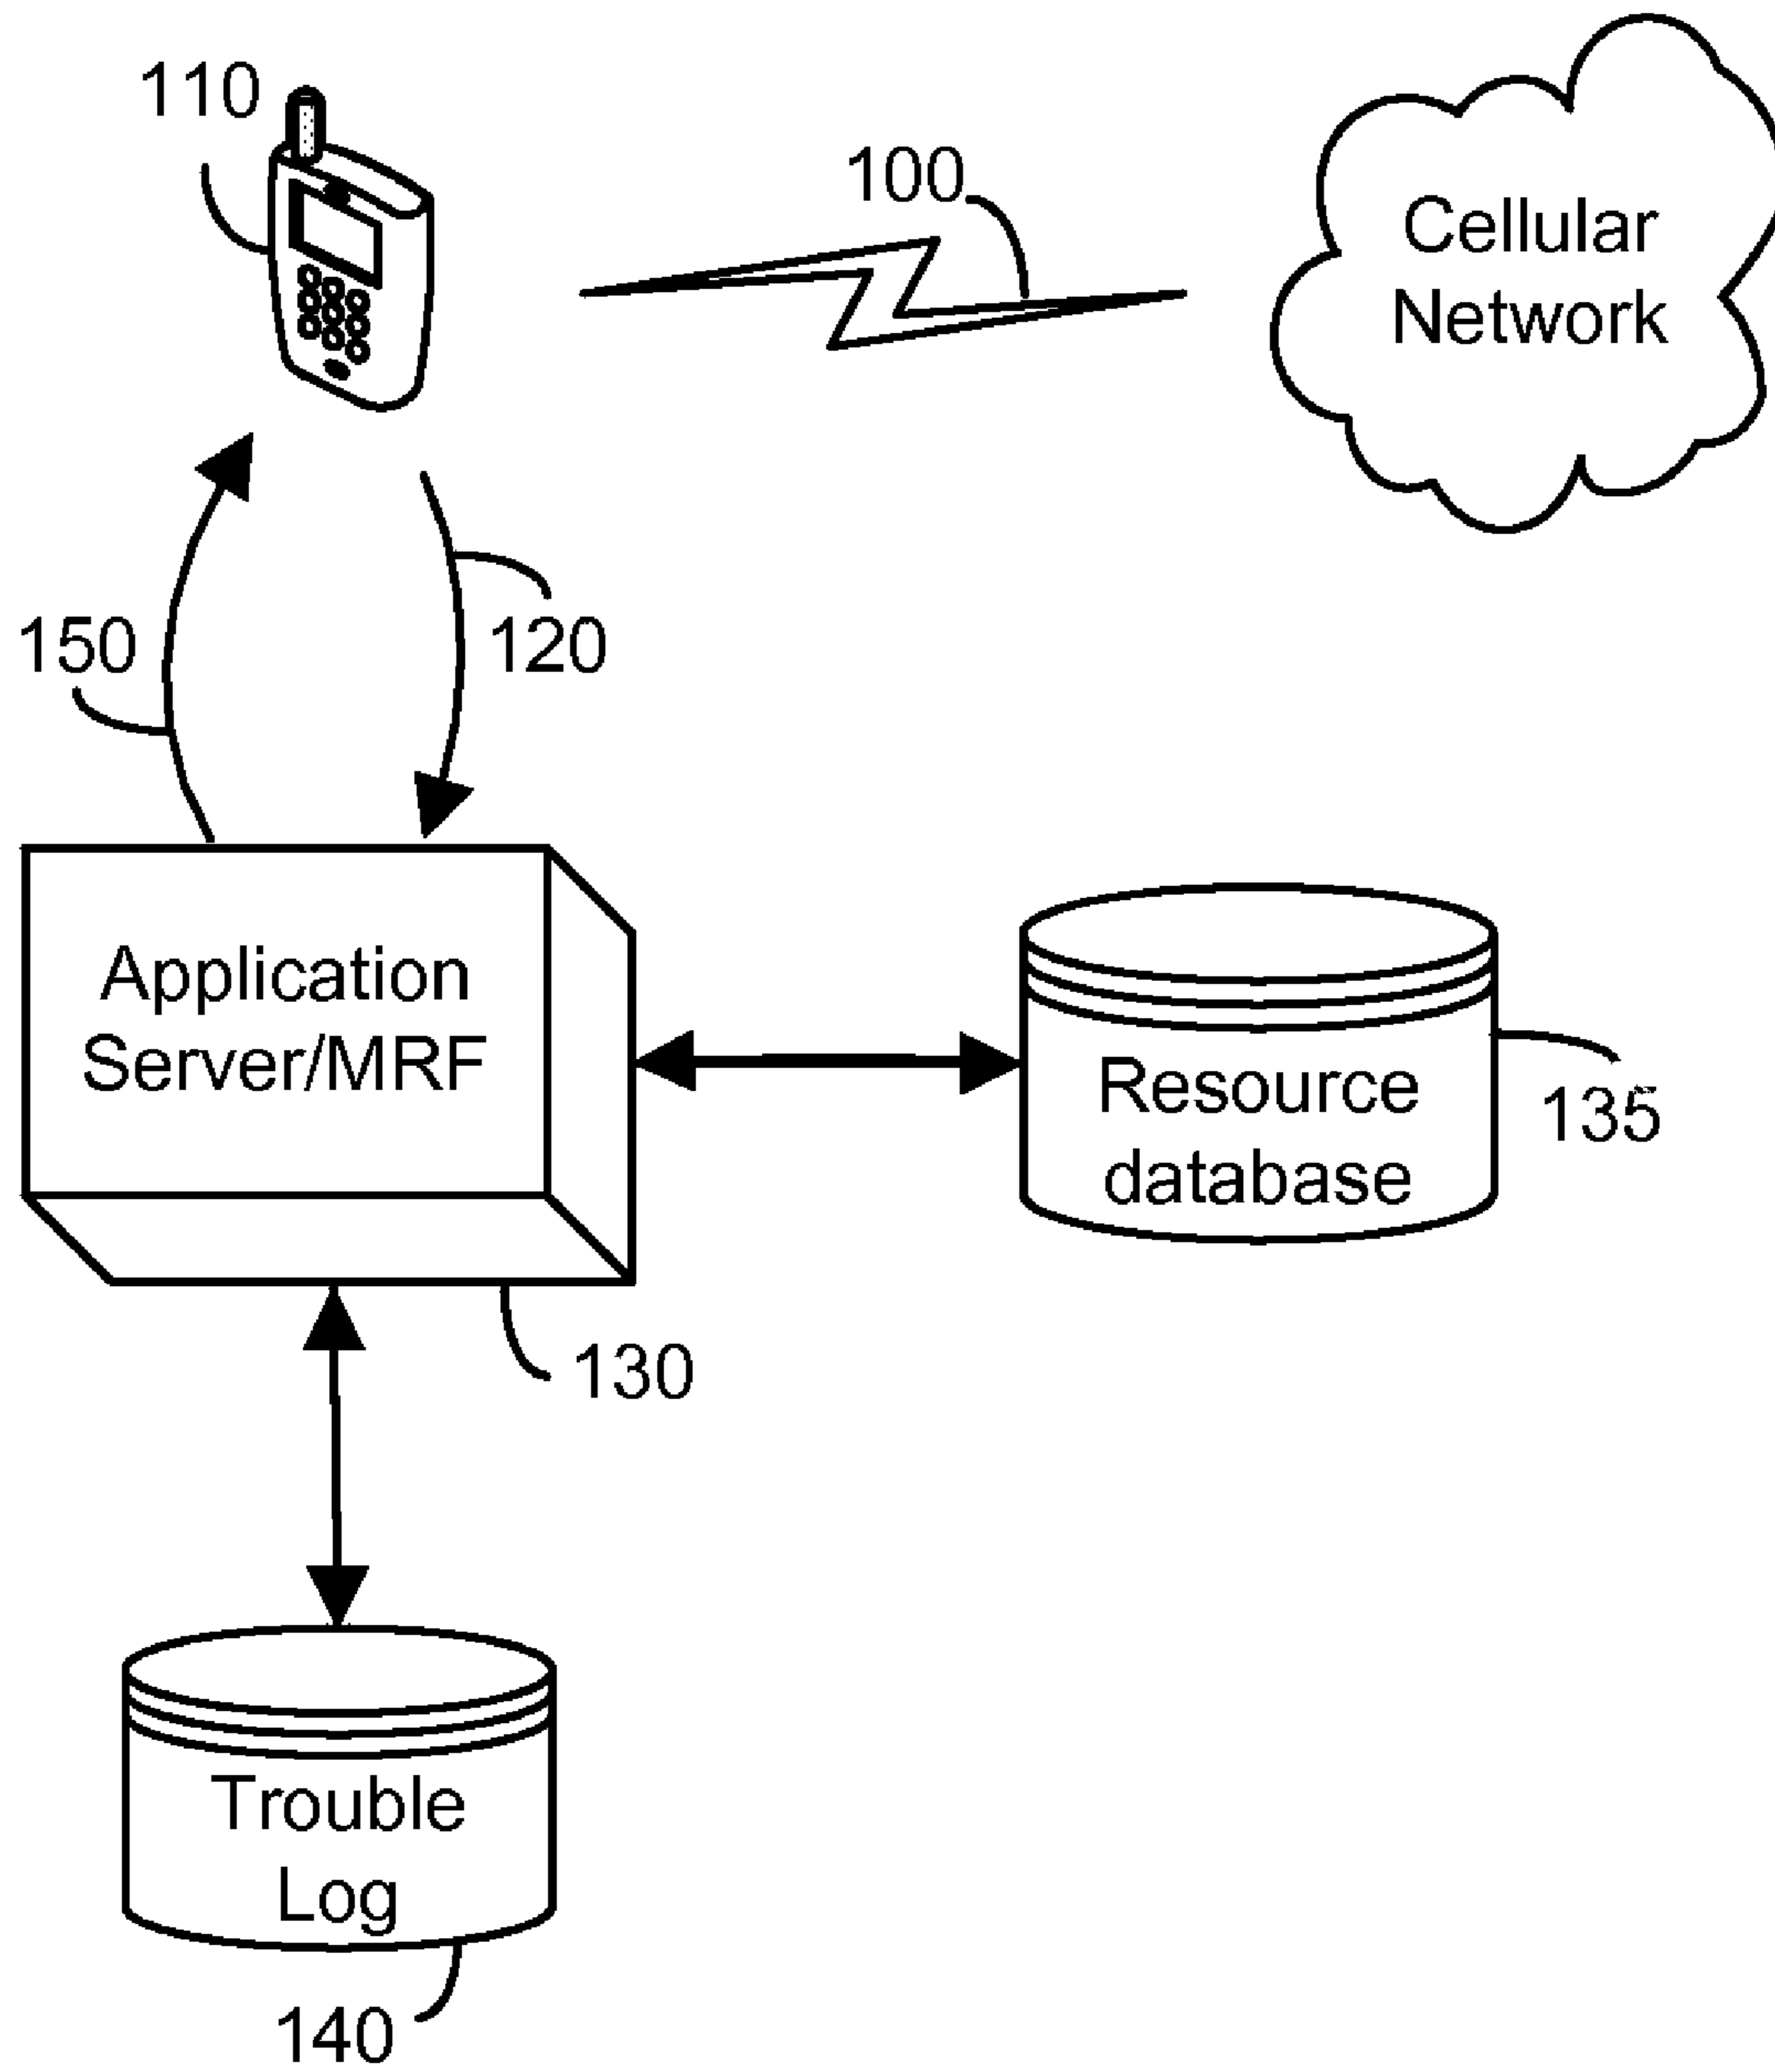 110
100
Cellular
Network
150
120
Application
Server/MRF
Resource
database
135
130
Trouble
Log
140